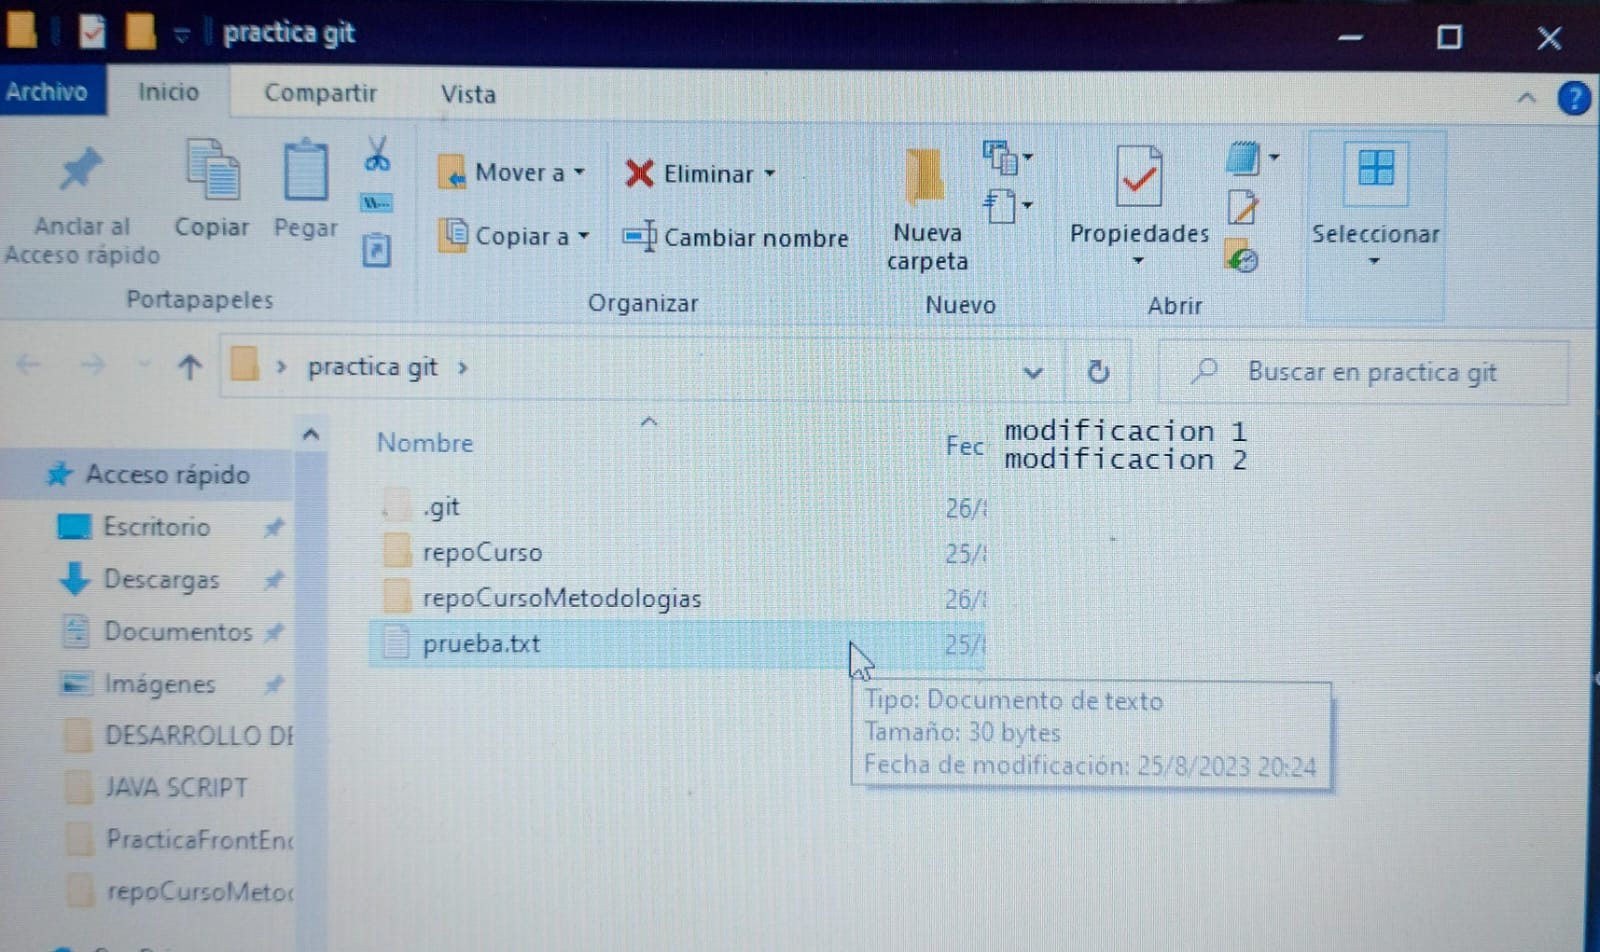 practica git
Archivo Inicio Compartir Vista
Anclar al
Acceso rápido
Copiar
Pegar
Mover a
Copiar a
Eliminar
Cambiar nombre
Nueva
carpeta
Propiedades
Seleccionar
Portapapeles Organizar Nuevo Abrir
practica git
Buscar en practica git
Acceso rápido
Escritorio
Descargas
Documentos
Imágenes
DESARROLLO DE
JAVA SCRIPT
PracticaFrontEnd
repoCursoMetod
Nombre Fec
.git 26/
repoCurso 25/
repoCursoMetodologias 26/
prueba.txt 25/
modificacion 1
modificacion 2
Tipo: Documento de texto
Tamaño: 30 bytes
Fecha de modificación: 25/8/2023 20:24